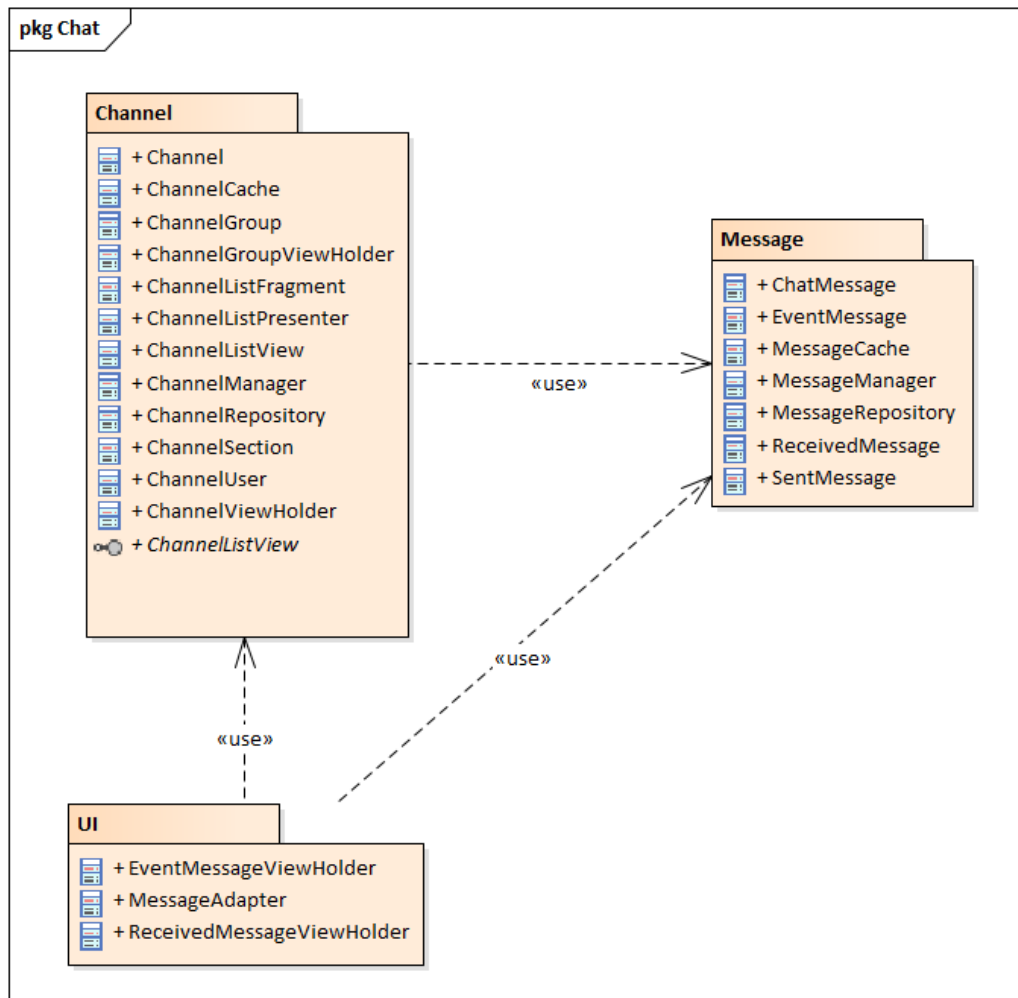 pkg Chat
Channel
+ Channel
+ ChannelCache
+ ChannelGroup
+ ChannelGroupViewHolder
+ ChannelListFragment
+ ChannelListPresenter
+ ChannelListView
+ ChannelManager
+ ChannelRepository
+ ChannelSection
+ ChannelUser
+ ChannelViewHolder
+ ChannelListView
Message
+ ChatMessage
+ EventMessage
+ MessageCache
+ MessageManager
+ MessageRepository
+ ReceivedMessage
+ SentMessage
«use»
«use»
«use»
UI
+ EventMessageViewHolder
+ MessageAdapter
+ ReceivedMessageViewHolder